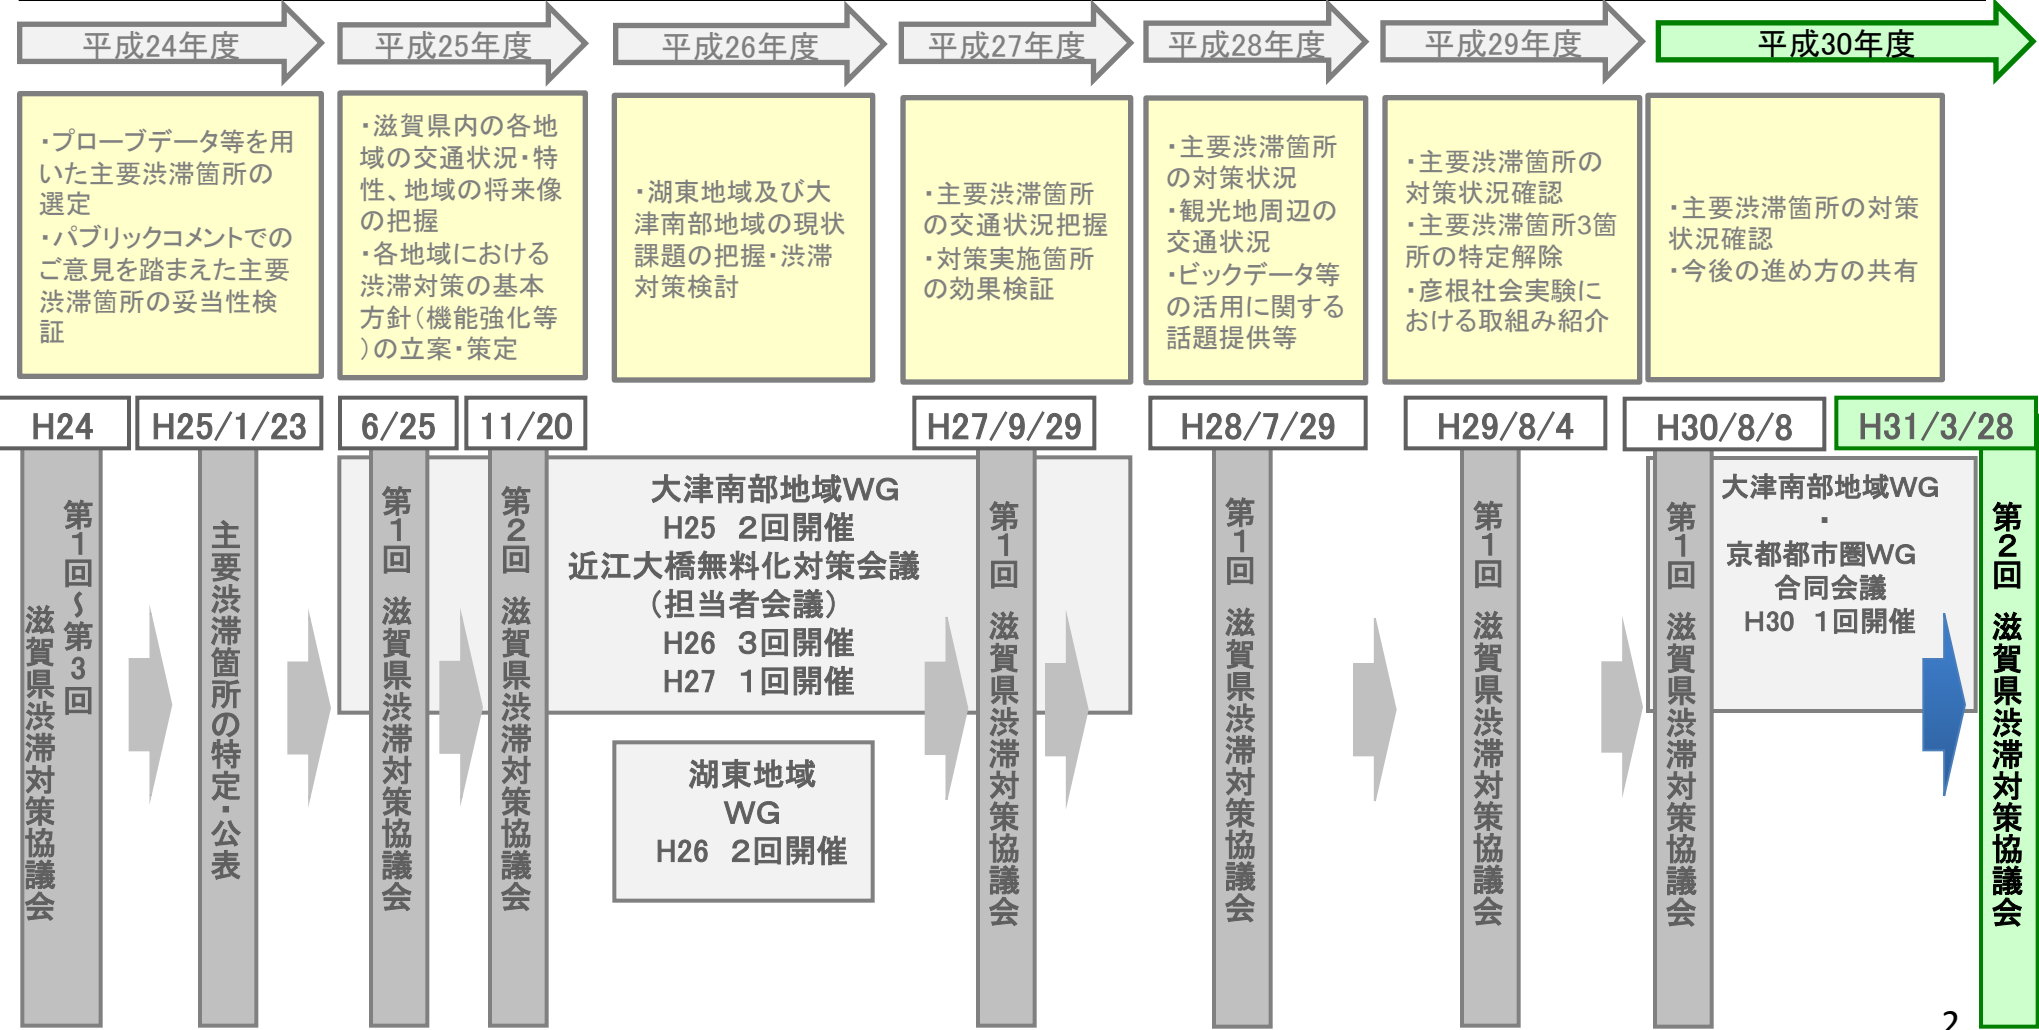 平成24年度
平成25年度
平成26年度
平成27年度
平成28年度
平成29年度
平成30年度
・プローブデータ等を用
いた主要渋滞箇所の
選定
・パブリックコメントでの
ご意見を踏まえた主要
渋滞箇所の妥当性検
証
・滋賀県内の各地
域の交通状況・特
性、地域の将来像
の把握
・各地域における
渋滞対策の基本
方針（機能強化等
）の立案・策定
・湖東地域及び大
津南部地域の現状
課題の把握・渋滞
対策検討
・主要渋滞箇所
の交通状況把握
・対策実施箇所
の効果検証
・主要渋滞箇所
の対策状況
・観光地周辺の
交通状況
・ビックデータ等
の活用に関する
話題提供等
・主要渋滞箇所の
対策状況確認
・主要渋滞箇所3箇
所の特定解除
・彦根社会実験に
おける取組み紹介
・主要渋滞箇所の対策
状況確認
・今後の進め方の共有
H24
H25/1/23
6/25
11/20
H27/9/29
H28/7/29
H29/8/4
H30/8/8
H31/3/28
第1回～第3回
滋賀県渋滞対策協議会
主要渋滞箇所の特定・公表
第1回 滋賀県渋滞対策協議会
第2回 滋賀県渋滞対策協議会
大津南部地域WG
H25 2回開催
近江大橋無料化対策会議
（担当者会議）
H26 3回開催
H27 1回開催
湖東地域
WG
H26 2回開催
第1回 滋賀県渋滞対策協議会
第1回 滋賀県渋滞対策協議会
第1回 滋賀県渋滞対策協議会
第1回 滋賀県渋滞対策協議会
大津南部地域WG
・
京都都市圏WG
合同会議
H30 1回開催
第2回 滋賀県渋滞対策協議会
2